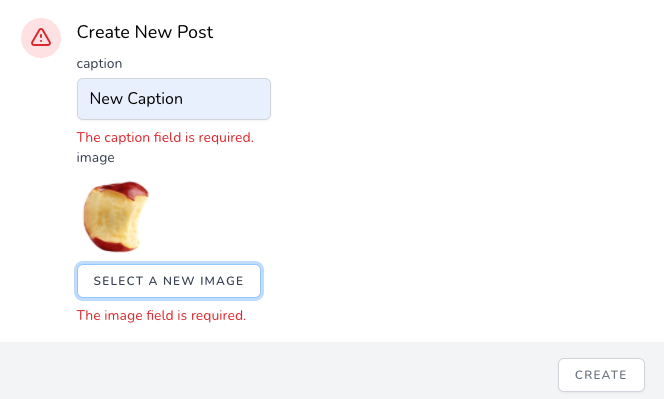 Create New Post
caption
New Caption
The caption field is required.
image
SELECT A NEW IMAGE
The image field is required.
CREATE